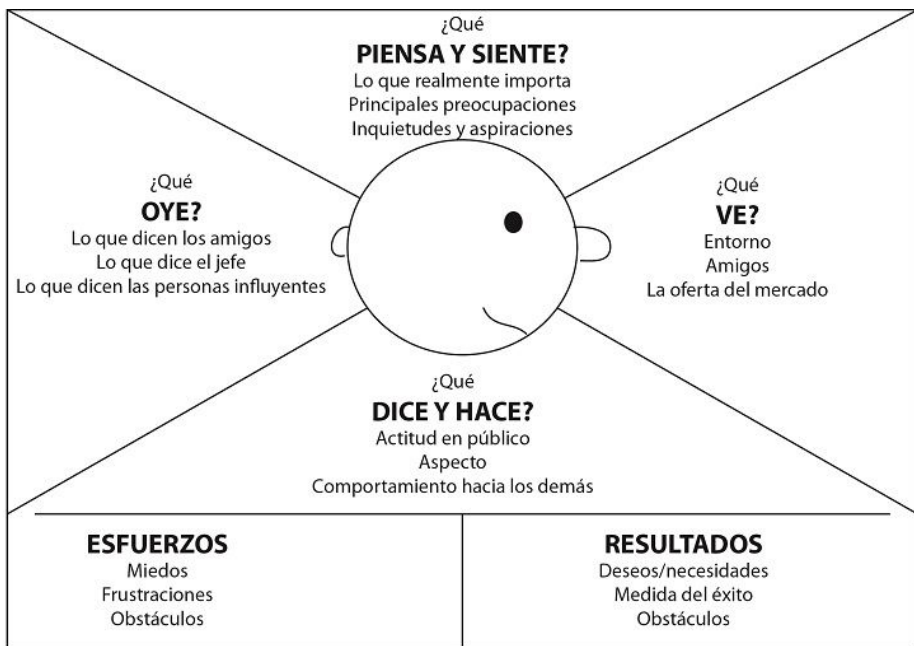 ¿Qué
PIENSA Y SIENTE?
Lo que realmente importa
Principales preocupaciones
Inquietudes y aspiraciones
¿Qué
OYE?
Lo que dicen los amigos
Lo que dice el jefe
Lo que dicen las personas influyentes
¿Qué
VE?
Entorno
Amigos
La oferta del mercado
¿Qué
DICE Y HACE?
Actitud en público
Aspecto
Comportamiento hacia los demás
ESFUERZOS
Miedos
Frustraciones
Obstáculos
RESULTADOS
Deseos/necesidades
Medida del éxito
Obstáculos